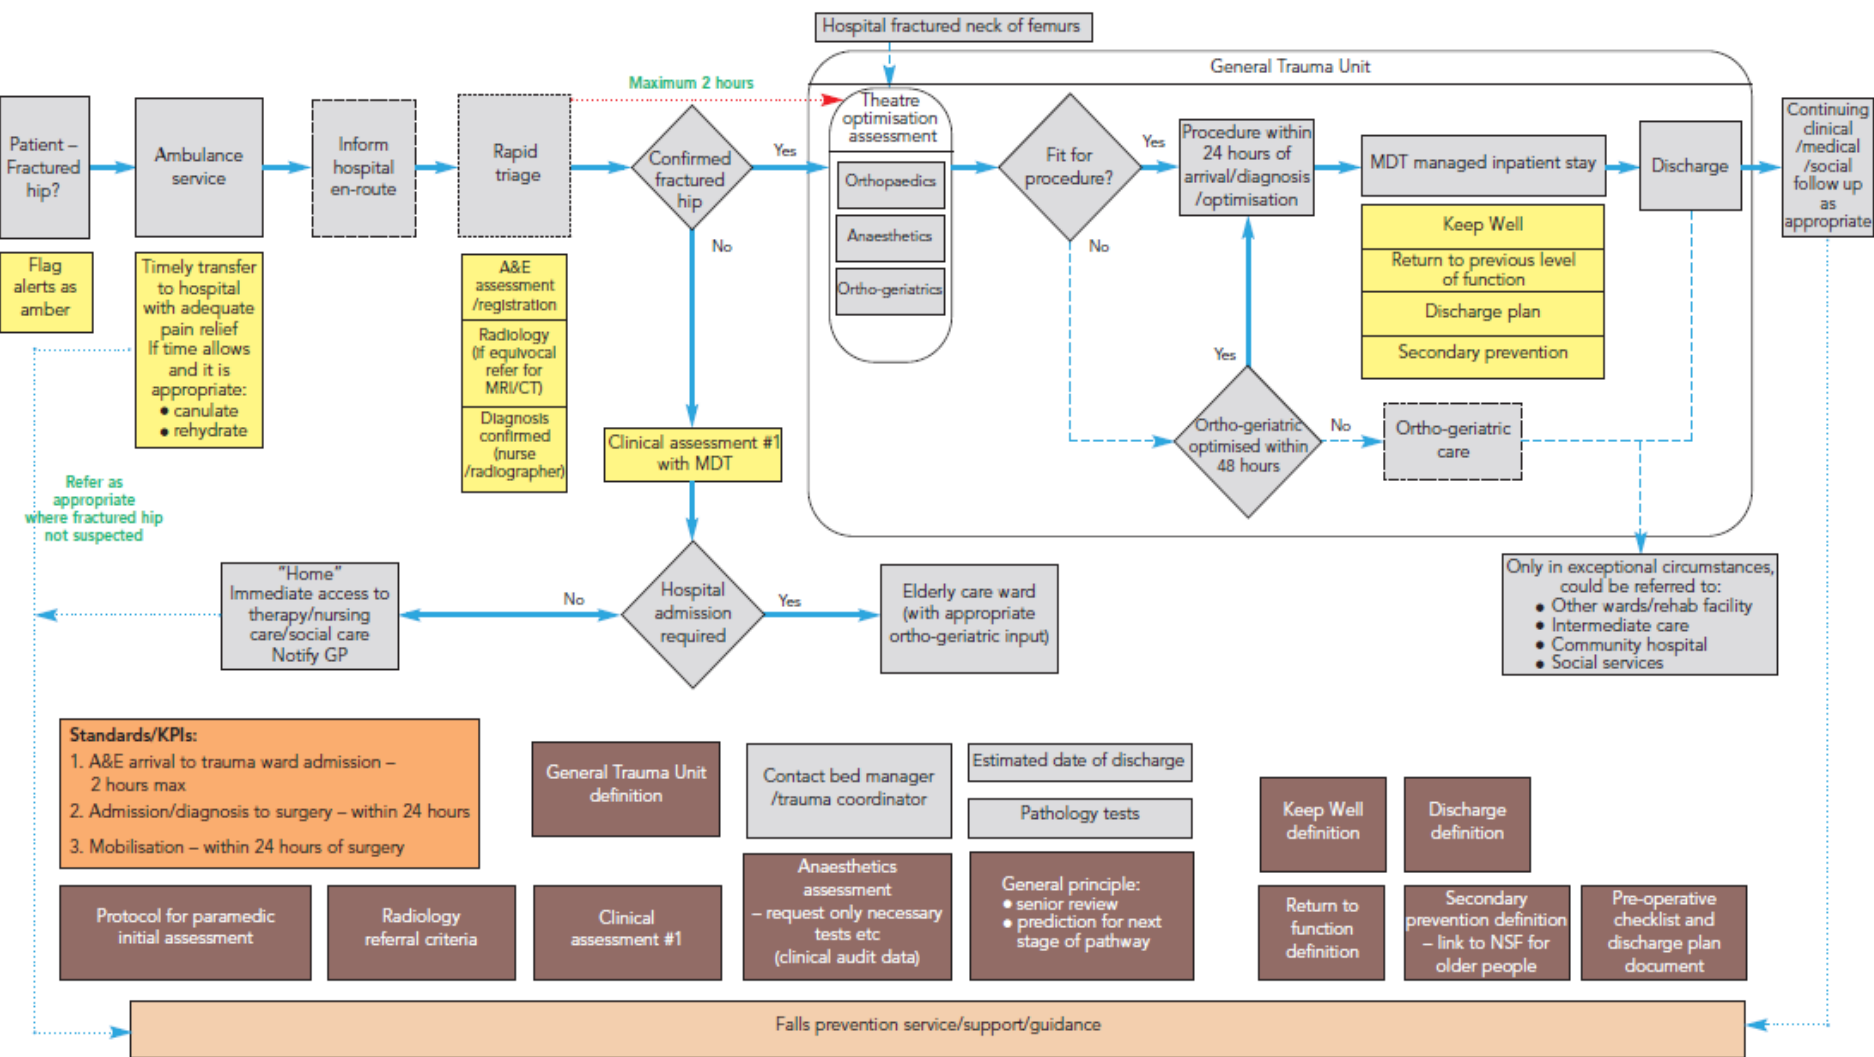 Hospital fractured neck of femurs
General Trauma Unit
Maximum 2 hours
Patient –
Fractured
hip?
Ambulance
service
Inform
hospital
en-route
Rapid
triage
Confirmed
fractured
hip
Yes
No
Theatre
optimisation
assessment
Orthopaedics
Anaesthetics
Ortho-geriatrics
Fit for
procedure?
Yes
No
Procedure within
24 hours of
arrival/diagnosis
/optimisation
MDT managed inpatient stay
Discharge
Continuing
clinical
/medical
/social
follow up
as
appropriate
Flag
alerts as
amber
Timely transfer
to hospital
with adequate
pain relief
If time allows
and it is
appropriate:
● canulate
● rehydrate
A&E
assessment
/registration
Radiology
(if equivocal
refer for
MRI/CT)
Diagnosis
confirmed
(nurse
/radiographer)
Keep Well
Return to previous level
of function
Discharge plan
Secondary prevention
Yes
Ortho-geriatric
optimised within
48 hours
No
Ortho-geriatric
care
Clinical assessment #1
with MDT
Refer as
appropriate
where fractured hip
not suspected
"Home"
Immediate access to
therapy/nursing
care/social care
Notify GP
No
Hospital
admission
required
Yes
Elderly care ward
(with appropriate
ortho-geriatric input)
Only in exceptional circumstances,
could be referred to:
● Other wards/rehab facility
● Intermediate care
● Community hospital
● Social services
Standards/KPIs:
1. A&E arrival to trauma ward admission –
2 hours max
2. Admission/diagnosis to surgery – within 24 hours
3. Mobilisation – within 24 hours of surgery
General Trauma Unit
definition
Contact bed manager
/trauma coordinator
Estimated date of discharge
Pathology tests
Keep Well
definition
Discharge
definition
Protocol for paramedic
initial assessment
Radiology
referral criteria
Clinical
assessment #1
Anaesthetics
assessment
– request only necessary
tests etc
(clinical audit data)
General principle:
● senior review
● prediction for next
stage of pathway
Return to
function
definition
Secondary
prevention definition
– link to NSF for
older people
Pre-operative
checklist and
discharge plan
document
Falls prevention service/support/guidance